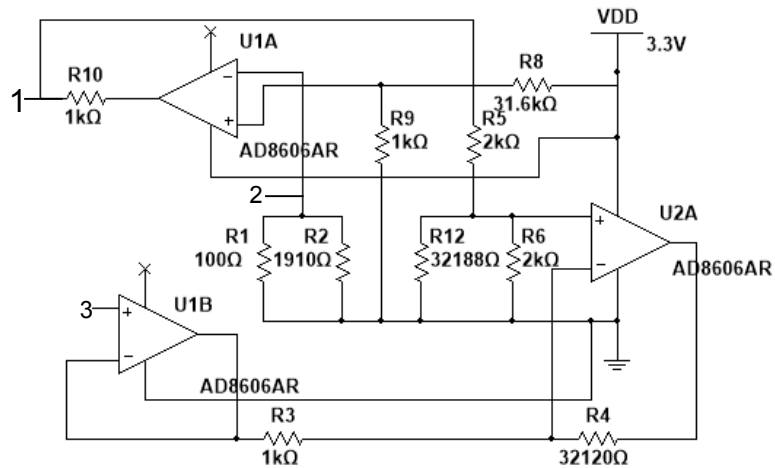 VDD
3.3V
U1A
R10
1
1kΩ
−
+
AD8606AR
R8
31.6kΩ
R9
1kΩ
R5
2kΩ
2
R1
100Ω
R2
1910Ω
R12
32188Ω
R6
2kΩ
+
−
U2A
AD8606AR
3
+
−
U1B
AD8606AR
R3
1kΩ
R4
32120Ω